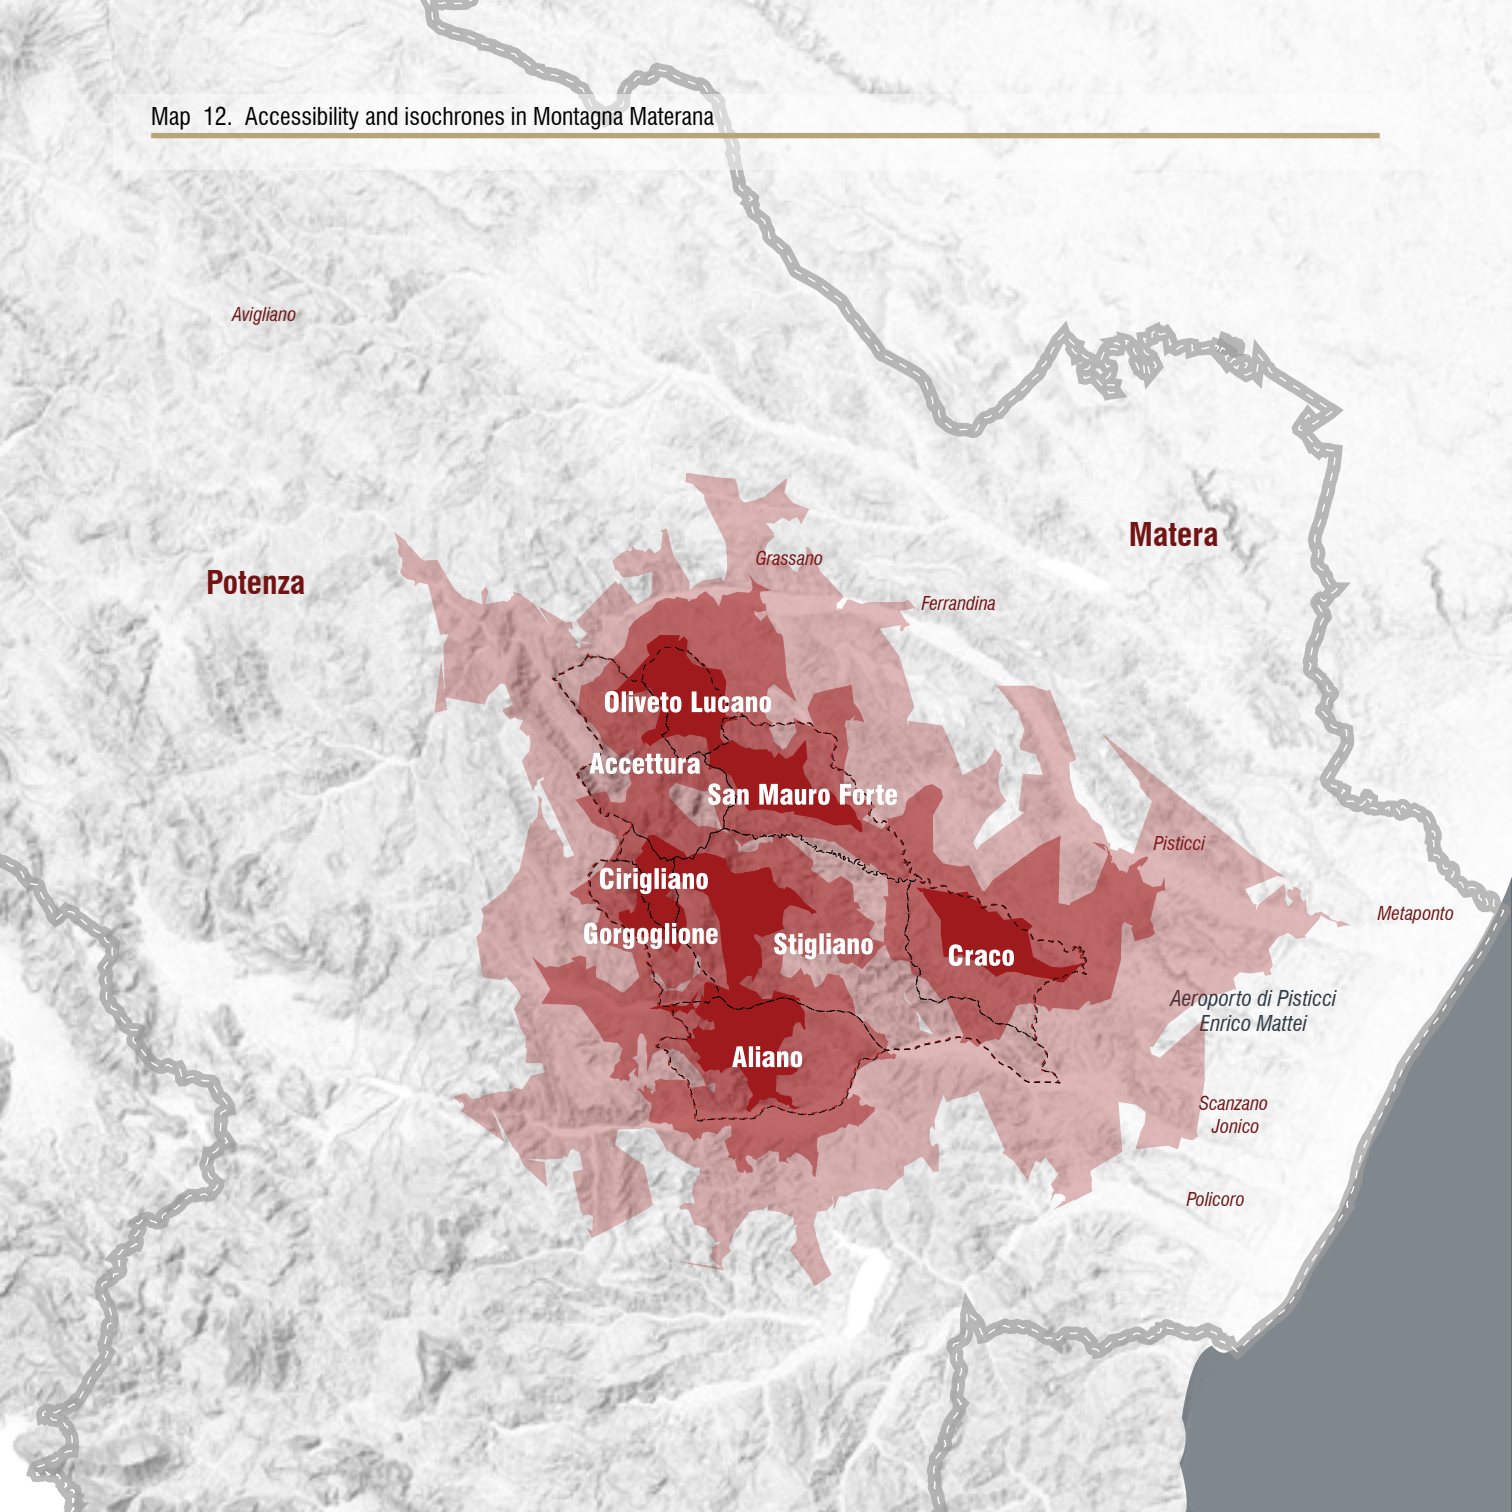 Map 12. Accessibility and isochrones in Montagna Materana
Avigliano
Matera
Grassano
Potenza
Ferrandina
Oliveto Lucano
Accettura
San Mauro Forte
Pisticci
Cirigliano
Metaponto
Gorgoglione
Stigliano
Craco
Aeroporto di Pisticci
Enrico Mattei
Aliano
Scanzano
Jonico
Policoro